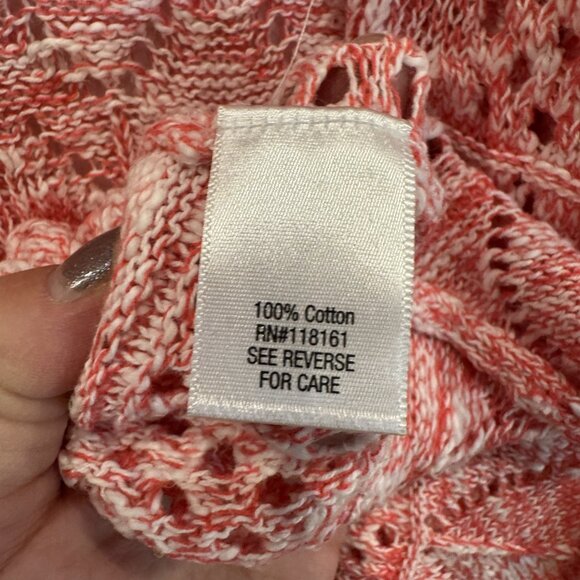 100% Cotton
RN#118161
SEE REVERSE
FOR CARE